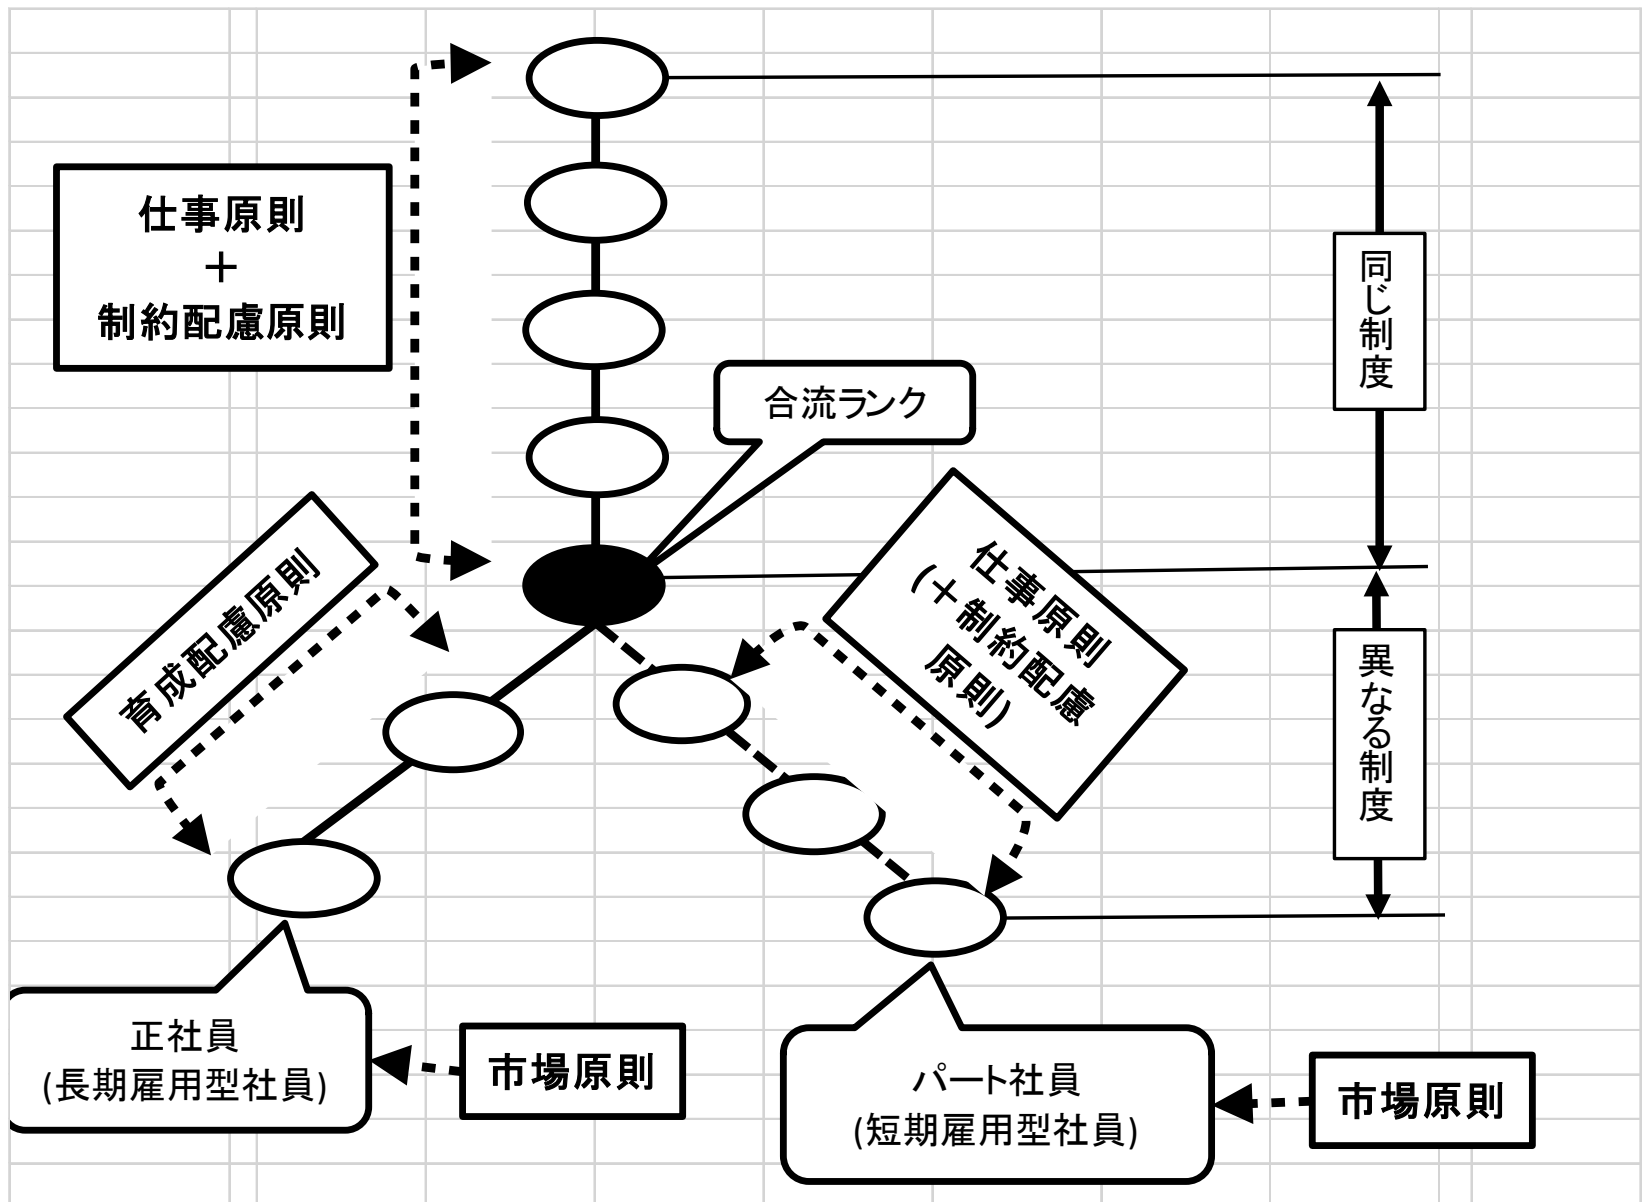 仕事原則
＋
制約配慮原則
同じ制度
合流ランク
育成配慮原則
仕事原則
(＋制約配慮
原則)
異なる制度
正社員
(長期雇用型社員)
市場原則
パート社員
(短期雇用型社員)
市場原則